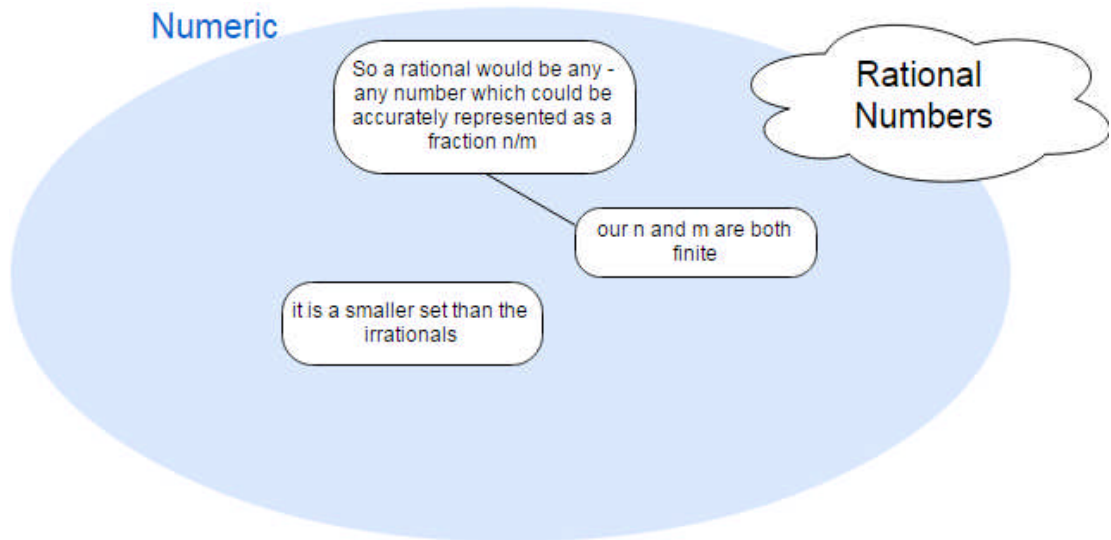 Numeric
So a rational would be any -
any number which could be
accurately represented as a
fraction n/m
Rational
Numbers
our n and m are both
finite
it is a smaller set than the
irrationals